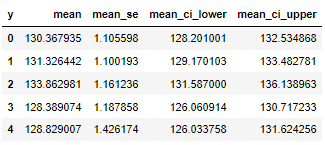 y mean mean_se mean_ci_lower mean_ci_upper
0 130.367935 1.105598 128.201001 132.534868
1 131.326442 1.100193 129.170103 133.482781
2 133.862981 1.161236 131.587000 136.138963
3 128.389074 1.187858 126.060914 130.717233
4 128.829007 1.426174 126.033758 131.624256